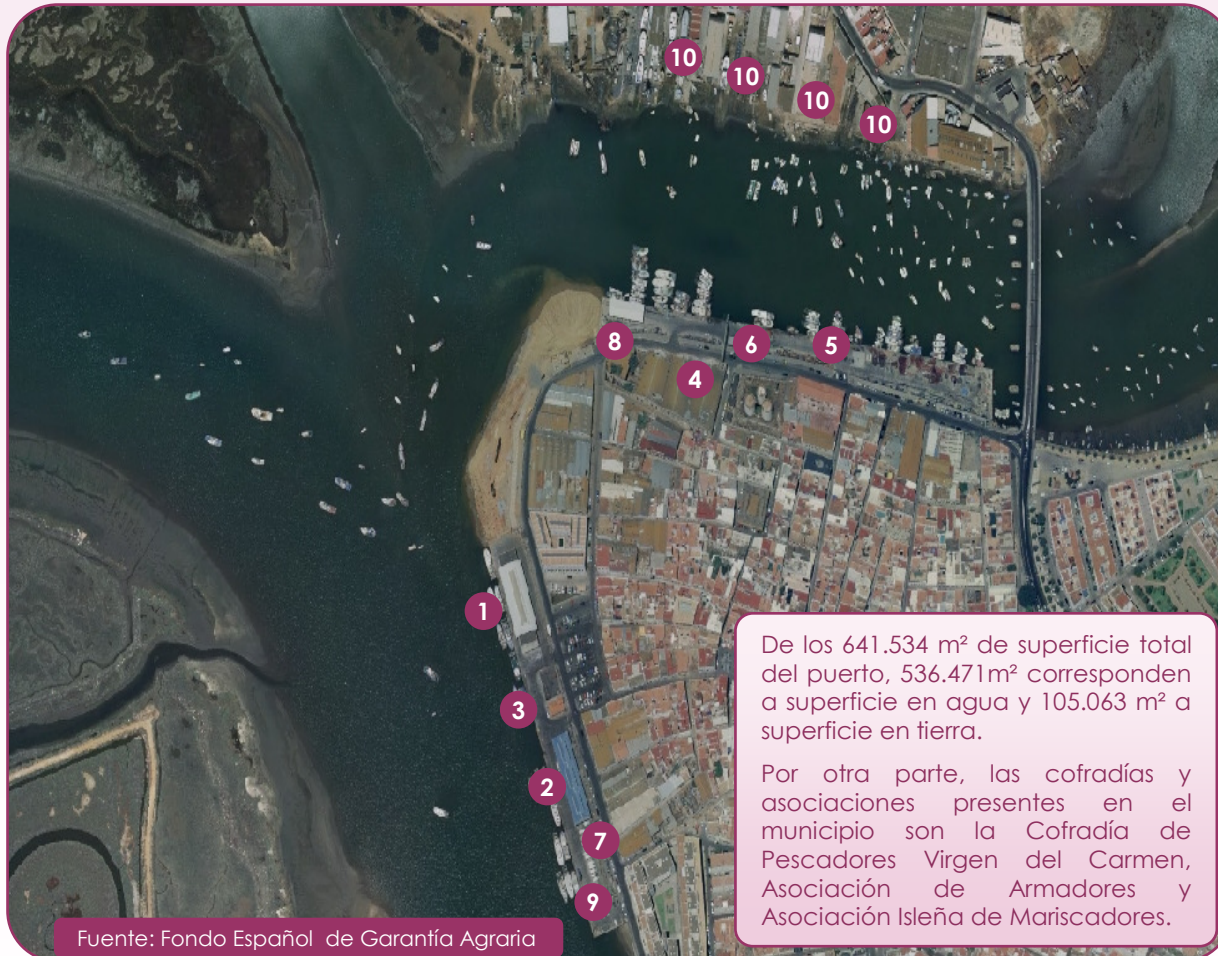 10
10
10
10
8
6
5
4
1
3
2
7
9
De los 641.534 m² de superficie total
del puerto, 536.471m² corresponden
a superficie en agua y 105.063 m² a
superficie en tierra.
Por otra parte, las cofradías y
asociaciones presentes en el
municipio son la Cofradía de
Pescadores Virgen del Carmen,
Asociación de Armadores y
Asociación Isleña de Mariscadores.
Fuente: Fondo Español de Garantía Agraria